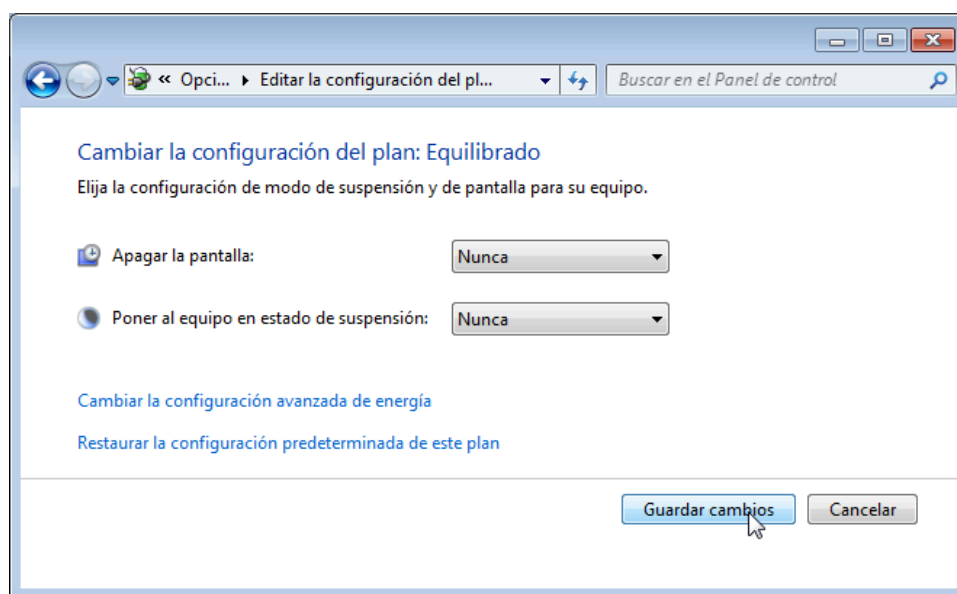 « Opci... ▸ Editar la configuración del pl...
Buscar en el Panel de control
Cambiar la configuración del plan: Equilibrado
Elija la configuración de modo de suspensión y de pantalla para su equipo.
Apagar la pantalla: Nunca
Poner al equipo en estado de suspensión: Nunca
Cambiar la configuración avanzada de energía
Restaurar la configuración predeterminada de este plan
Guardar cambios Cancelar